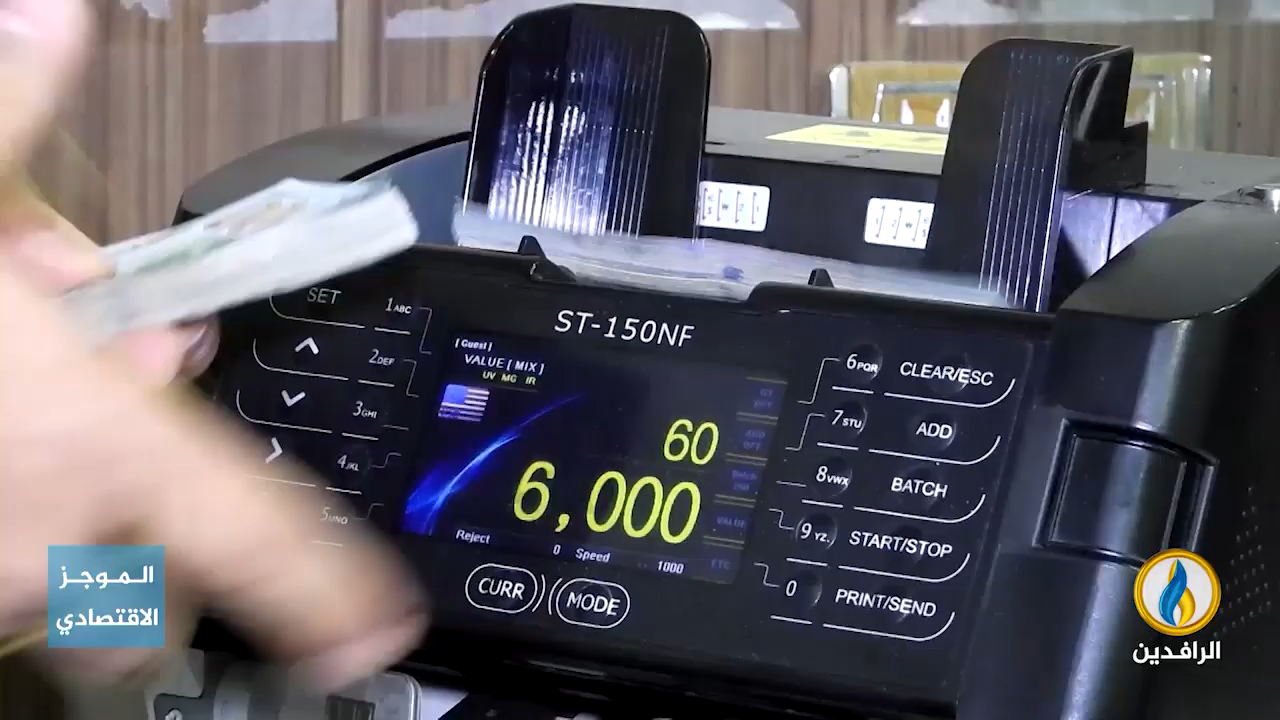 ST-150NF
SET
1ABC
2DEF
3GHI
4JKL
5MNO
[ Guest ]
VALUE [ MIX ]
UV MG IR
60
6,000
VALUE
Reject 0 Speed 1000
CURR
MODE
6PQR CLEAR/ESC
7STU ADD
8VWX BATCH
9YZ. START/STOP
0 PRINT/SEND
الموجز
الاقتصادي
الرافدين